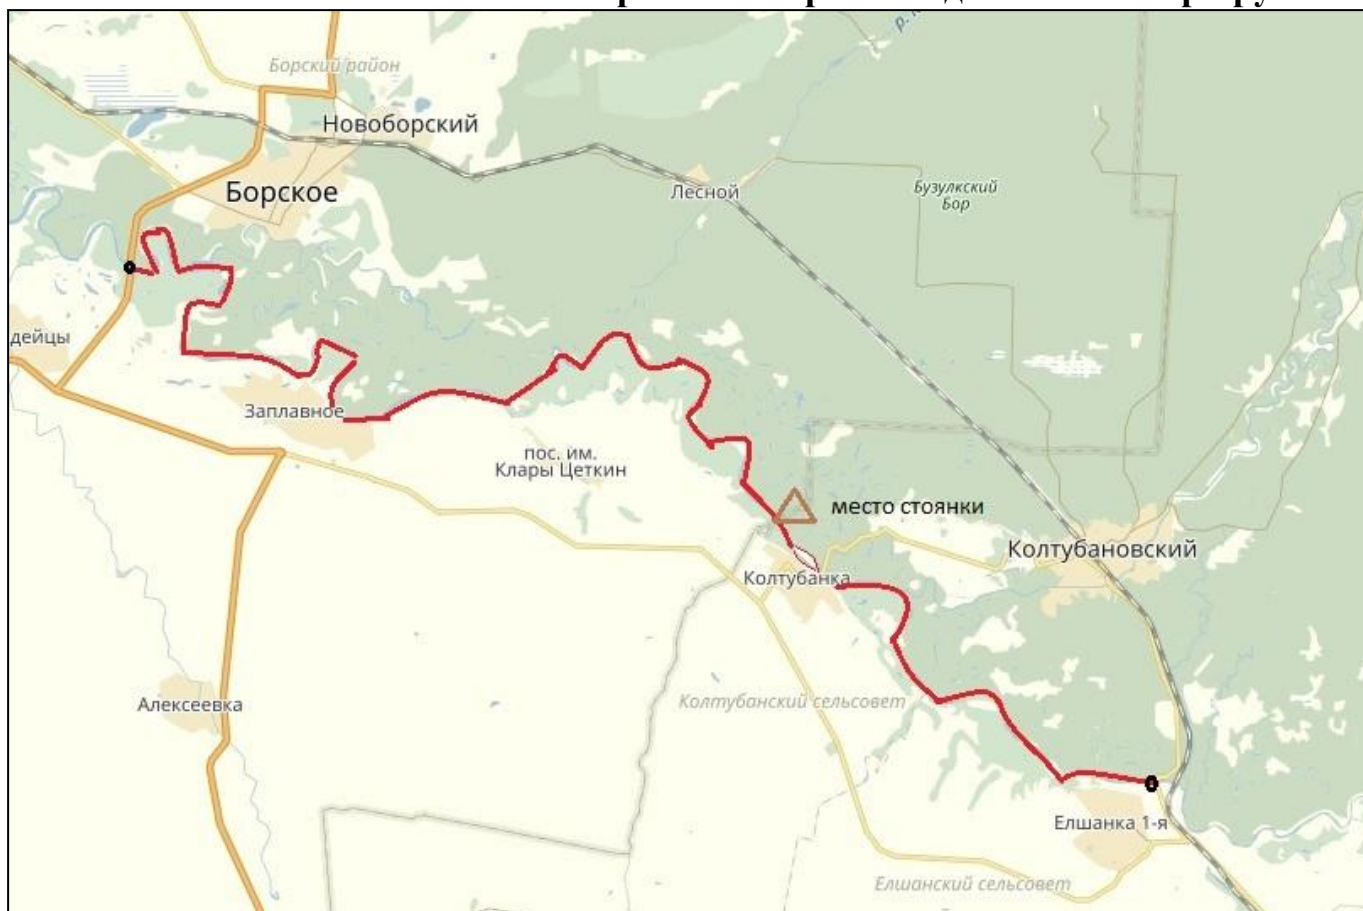 Борский район
Новоборский
Борское
Лесной
Бузулкский
Бор
дейцы
Заплавное
пос. им.
Клары Цеткин
место стоянки
Колтубановский
Колтубанка
Алексеевка
Колтубанский сельсовет
Елшанка 1-я
Елшанский сельсовет